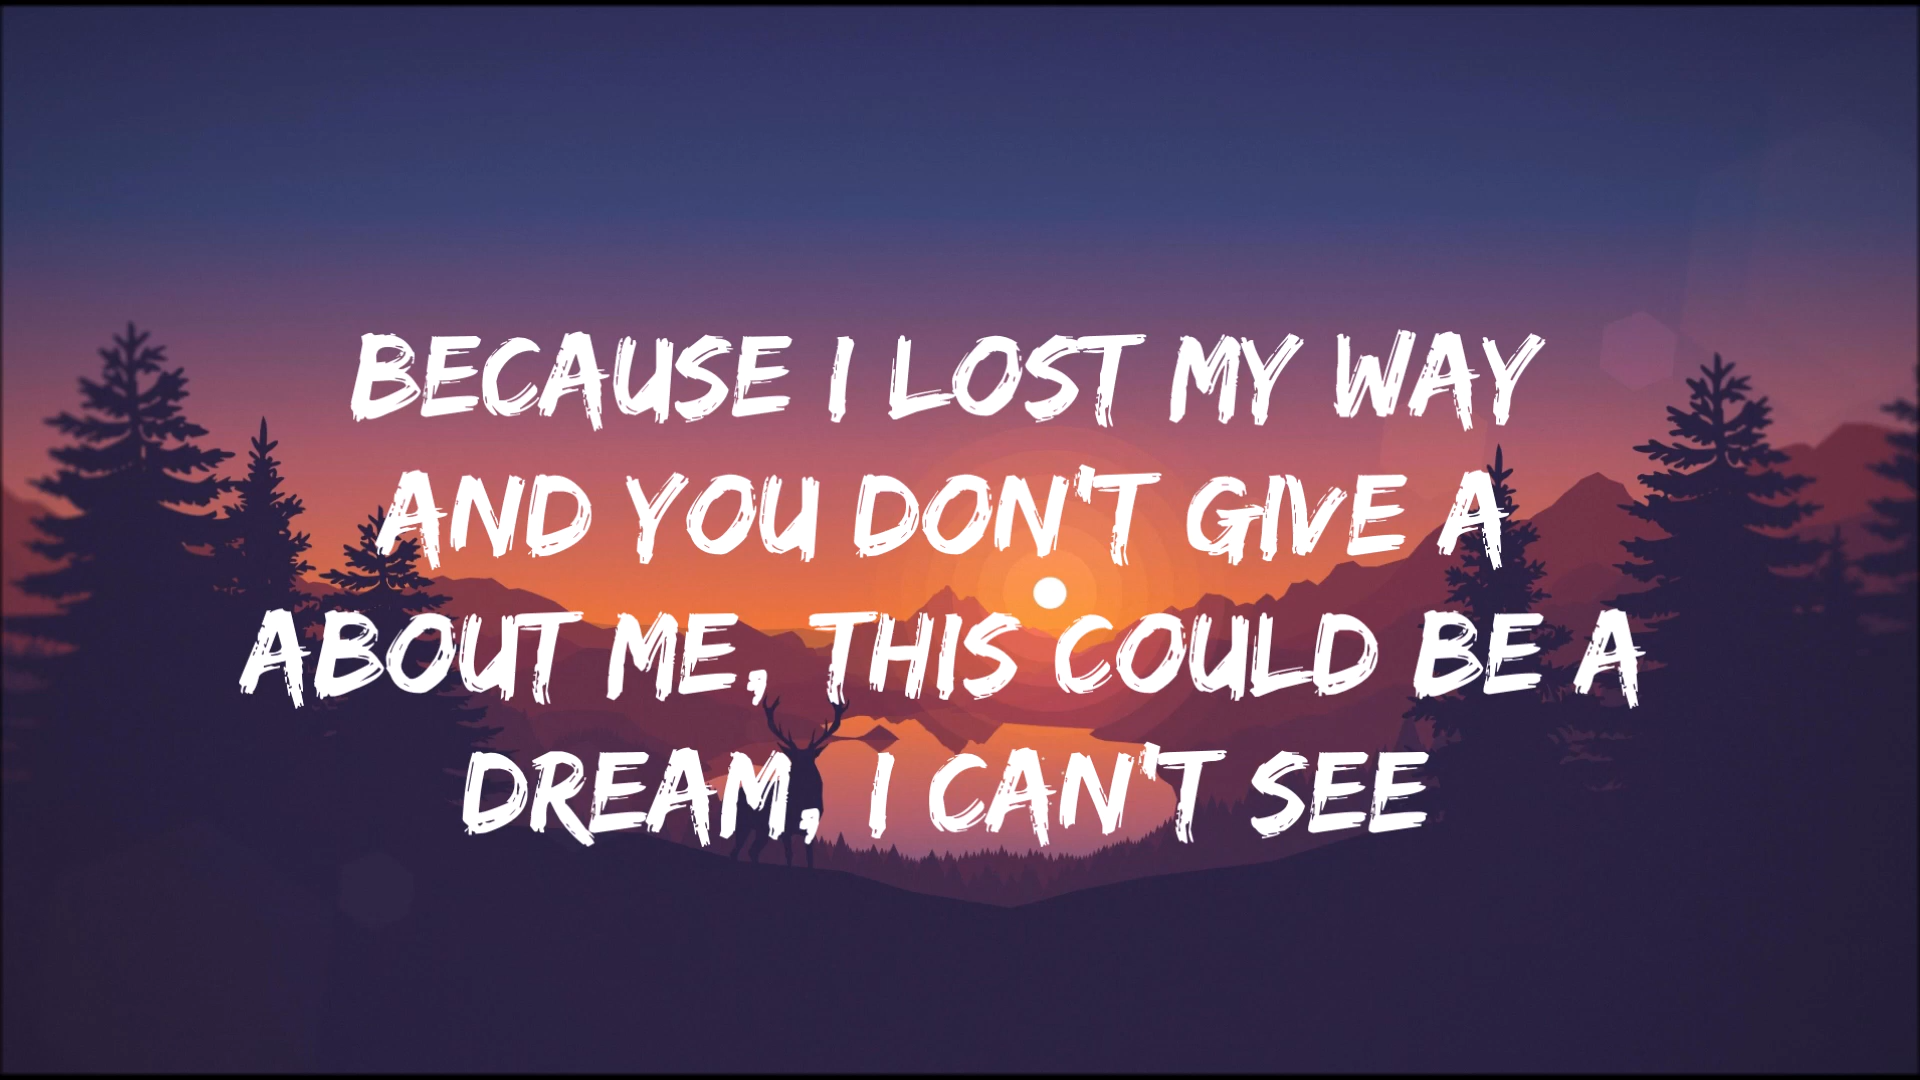 BECAUSE I LOST MY WAY
AND YOU DON'T GIVE A
ABOUT ME, THIS COULD BE A
DREAM, I CAN'T SEE